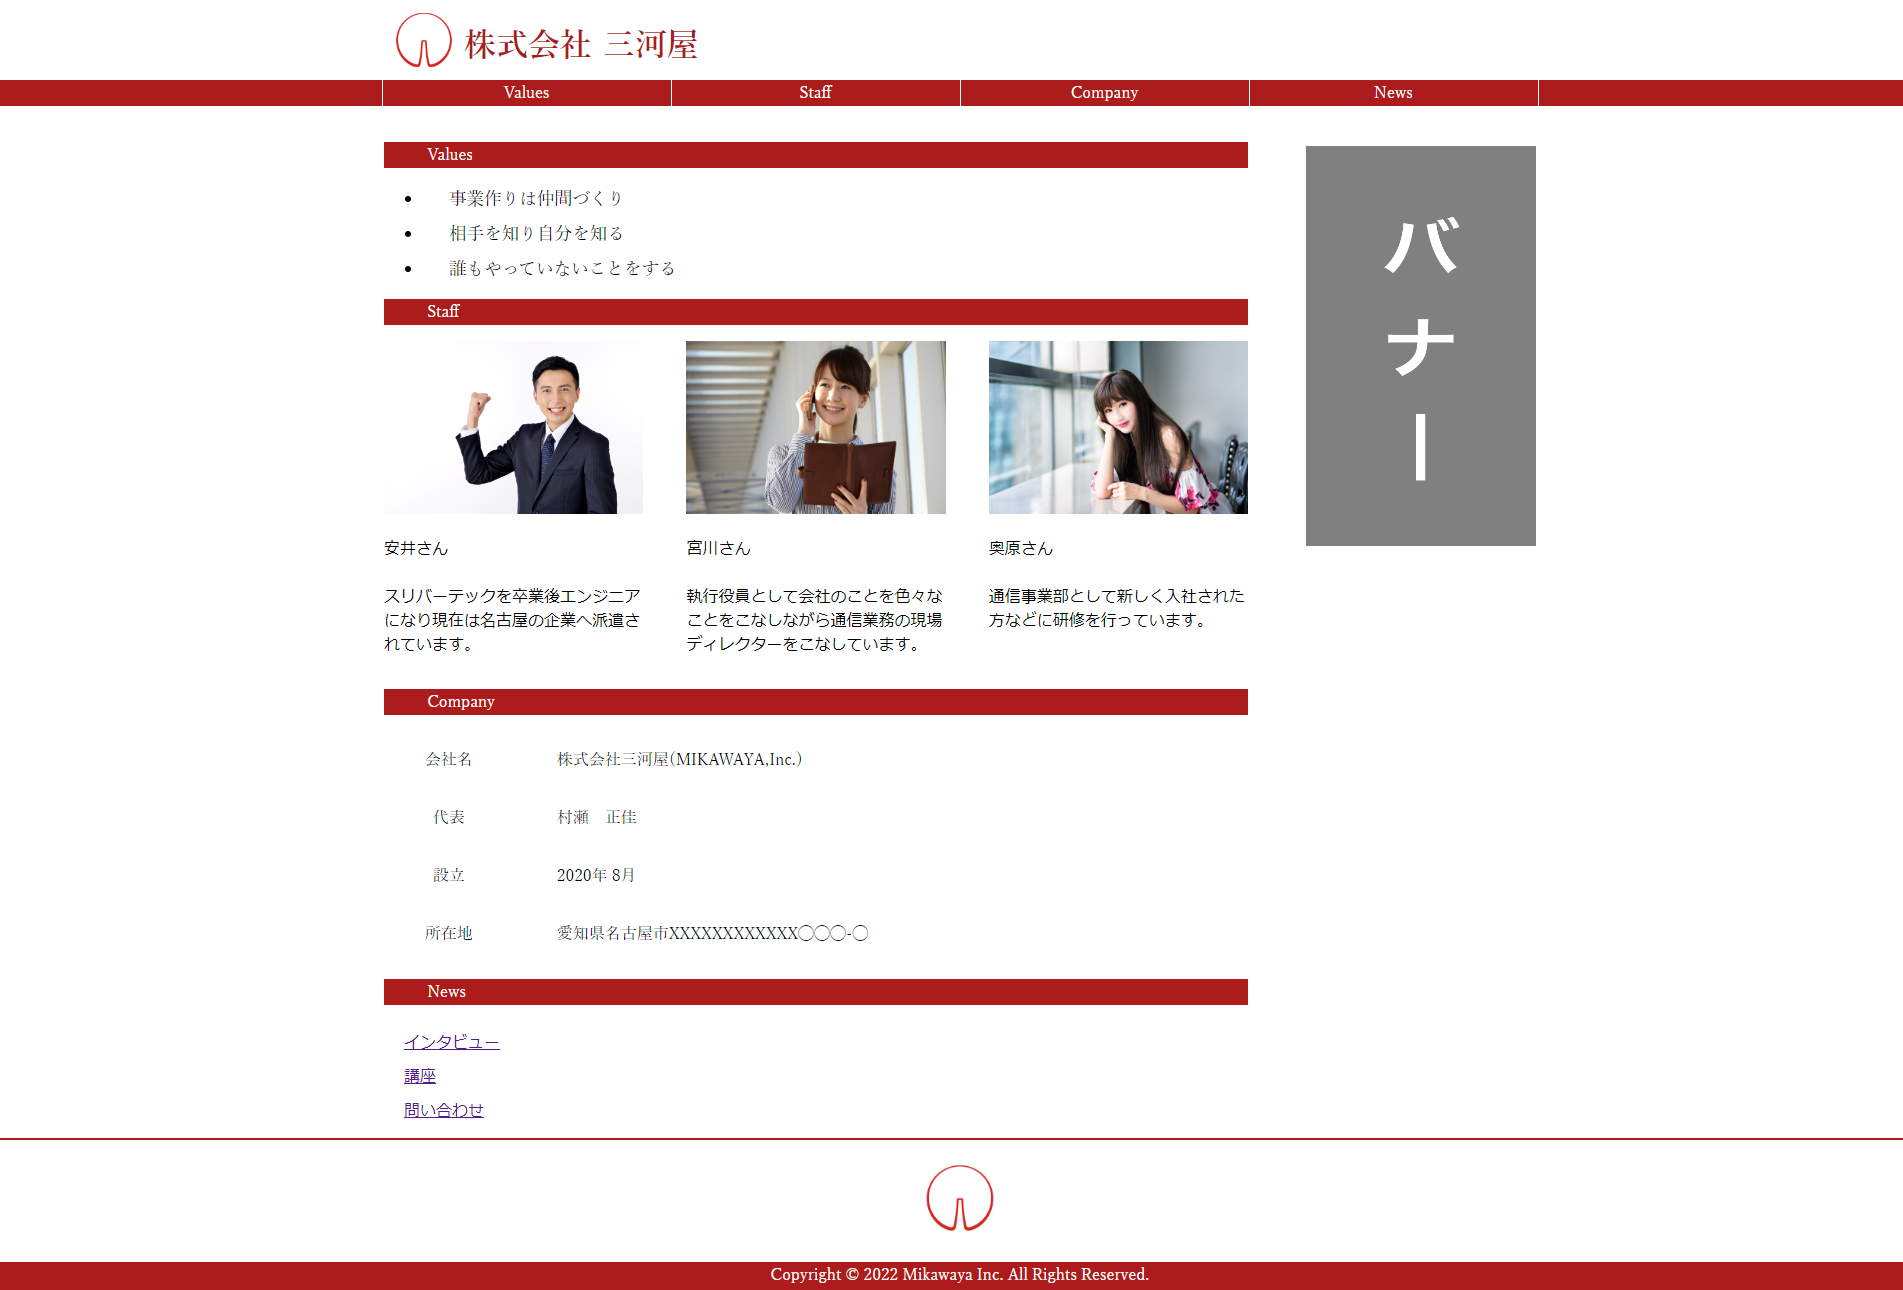 株式会社 三河屋
Values
Staff
Company
News
Values
事業作りは仲間づくり
相手を知り自分を知る
誰もやっていないことをする
バナー
Staff
安井さん
スリバーテックを卒業後エンジニア
になり現在は名古屋の企業へ派遣さ
れています。
宮川さん
執行役員として会社のことを色々な
ことをこなしながら通信業務の現場
ディレクターをこなしています。
奥原さん
通信事業部として新しく入社された
方などに研修を行っています。
Company
会社名 株式会社三河屋(MIKAWAYA,Inc.)
代表 村瀬　正佳
設立 2020年 8月
所在地 愛知県名古屋市XXXXXXXXXXXX◯◯◯-◯
News
インタビュー
講座
問い合わせ
Copyright © 2022 Mikawaya Inc. All Rights Reserved.